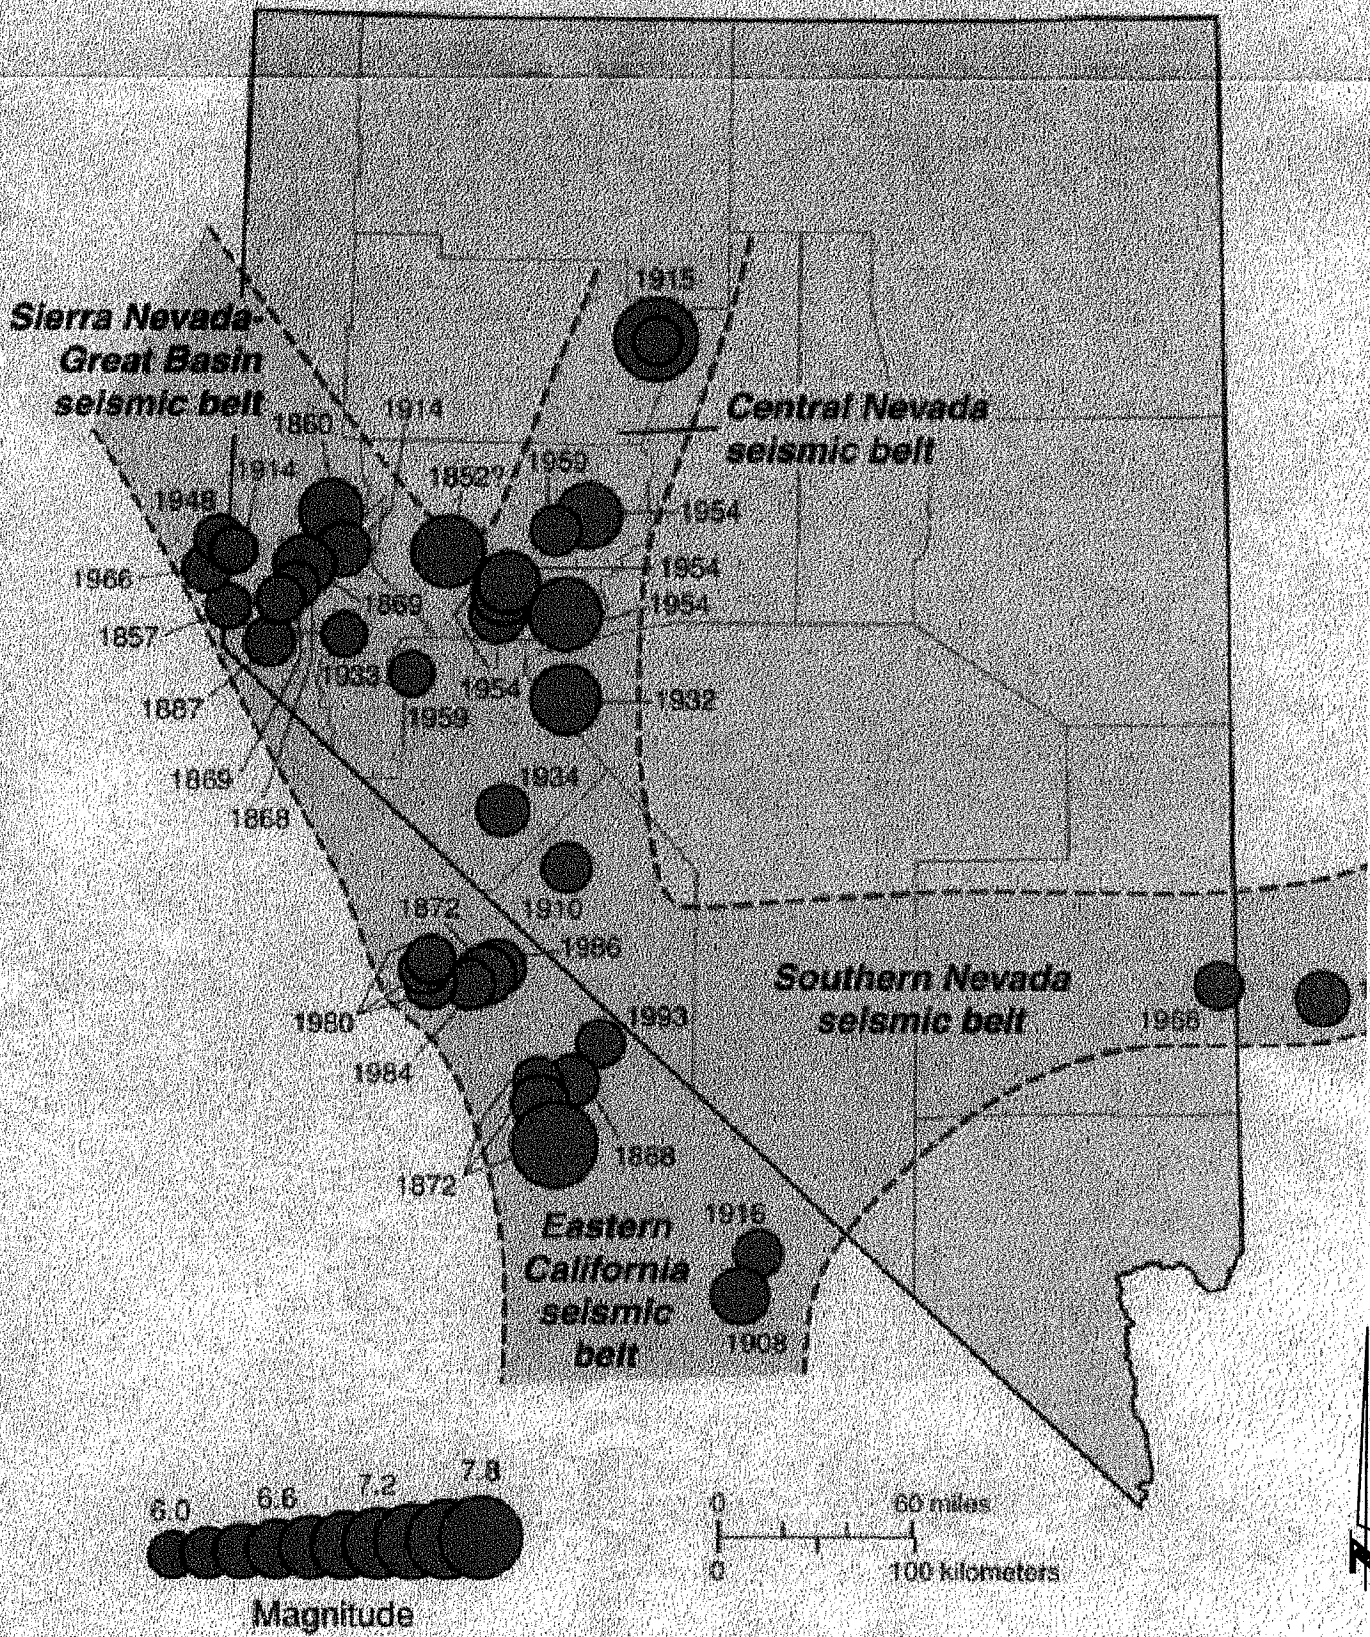 1915
Sierra Nevada-
Great Basin
seismic belt
Central Nevada
seismic belt
1860
1914
1914
1852?
1959
1948
1954
1954
1954
1966
1869
1857
1933
1954
1932
1887
1959
1869
1934
1868
1872
1910
1986
Southern Nevada
seismic belt
1980
1993
1966
1984
1872
1868
Eastern
California
seismic
belt
1916
1908
6.0
6.6
7.2
7.8
Magnitude
0
60 miles
0
100 kilometers
N